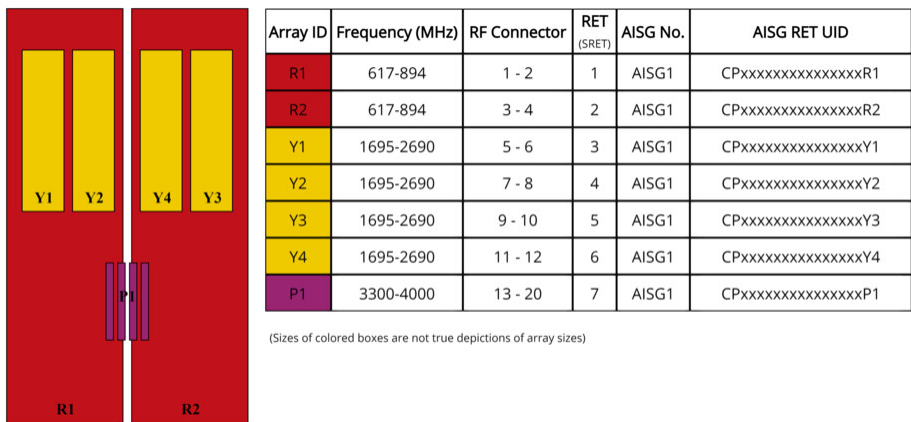 Y1 Y2 Y4 Y3
P1
R1 R2
Array ID Frequency (MHz) RF Connector RET (SRET) AISG No. AISG RET UID
R1 617-894 1 - 2 1 AISG1 CPxxxxxxxxxxxxxxxR1
R2 617-894 3 - 4 2 AISG1 CPxxxxxxxxxxxxxxxR2
Y1 1695-2690 5 - 6 3 AISG1 CPxxxxxxxxxxxxxxxY1
Y2 1695-2690 7 - 8 4 AISG1 CPxxxxxxxxxxxxxxxY2
Y3 1695-2690 9 - 10 5 AISG1 CPxxxxxxxxxxxxxxxY3
Y4 1695-2690 11 - 12 6 AISG1 CPxxxxxxxxxxxxxxxY4
P1 3300-4000 13 - 20 7 AISG1 CPxxxxxxxxxxxxxxxP1
(Sizes of colored boxes are not true depictions of array sizes)